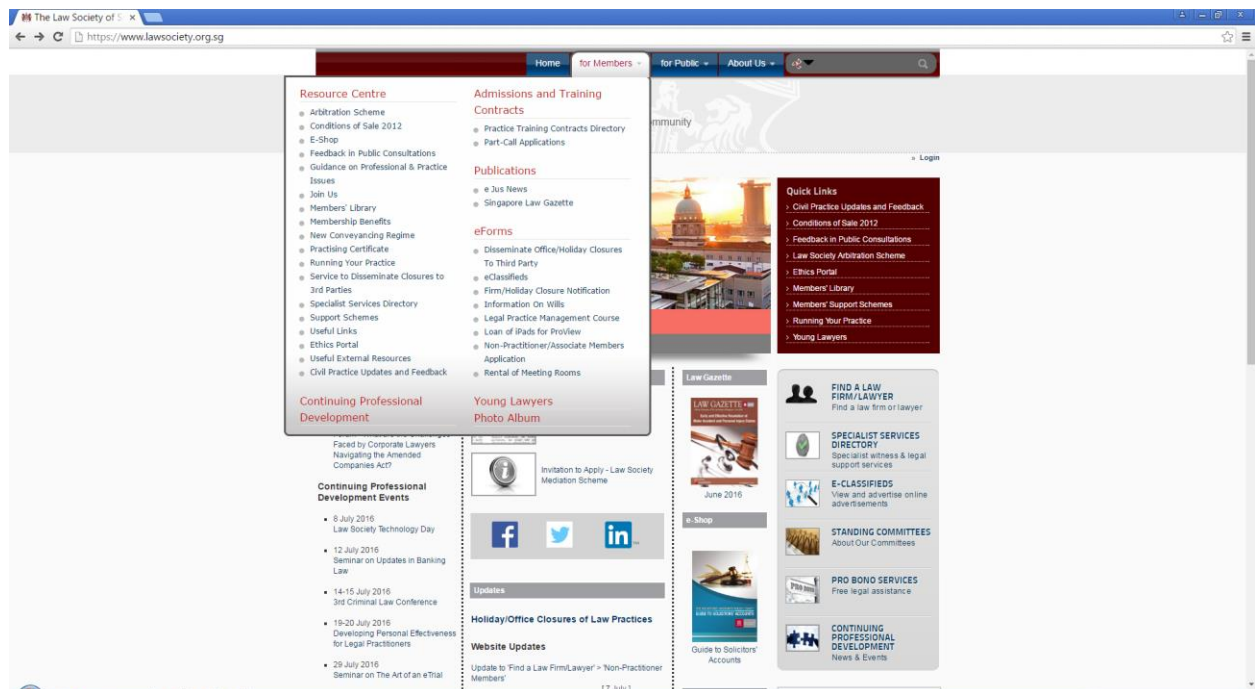 The Law Society of S
https://www.lawsociety.org.sg
Home
for Members
for Public
About Us
Resource Centre
Arbitration Scheme
Conditions of Sale 2012
E-Shop
Feedback in Public Consultations
Guidance on Professional & Practice
Issues
Join Us
Members' Library
Membership Benefits
New Conveyancing Regime
Practising Certificate
Running Your Practice
Service to Disseminate Closures to
3rd Parties
Specialist Services Directory
Support Schemes
Useful Links
Ethics Portal
Useful External Resources
Civil Practice Updates and Feedback
Continuing Professional
Development
Admissions and Training
Contracts
Practice Training Contracts Directory
Part-Call Applications
Publications
e Jus News
Singapore Law Gazette
eForms
Disseminate Office/Holiday Closures
To Third Party
eClassifieds
Firm/Holiday Closure Notification
Information On Wills
Legal Practice Management Course
Loan of iPads for ProView
Non-Practitioner/Associate Members
Application
Rental of Meeting Rooms
Young Lawyers
Photo Album
mmunity
» Login
Quick Links
› Civil Practice Updates and Feedback
› Conditions of Sale 2012
› Feedback in Public Consultations
› Law Society Arbitration Scheme
› Ethics Portal
› Members' Library
› Members' Support Schemes
› Running Your Practice
› Young Lawyers
Faced by Corporate Lawyers
Navigating the Amended
Companies Act?
Continuing Professional
Development Events
8 July 2016
Law Society Technology Day
12 July 2016
Seminar on Updates in Banking
Law
14-15 July 2016
3rd Criminal Law Conference
19-20 July 2016
Developing Personal Effectiveness
for Legal Practitioners
29 July 2016
Seminar on The Art of an eTrial
Invitation to Apply - Law Society
Mediation Scheme
f
in
Updates
Holiday/Office Closures of Law Practices
Website Updates
Update to 'Find a Law Firm/Lawyer' > 'Non-Practitioner
Members'
[7 July]
Law Gazette
LAW GAZETTE
June 2016
e-Shop
Guide to Solicitors'
Accounts
FIND A LAW
FIRM/LAWYER
Find a law firm or lawyer
SPECIALIST SERVICES
DIRECTORY
Specialist witness & legal
support services
E-CLASSIFIEDS
View and advertise online
advertisements
STANDING COMMITTEES
About Our Committees
PRO BONO
PRO BONO SERVICES
Free legal assistance
CONTINUING
PROFESSIONAL
DEVELOPMENT
News & Events